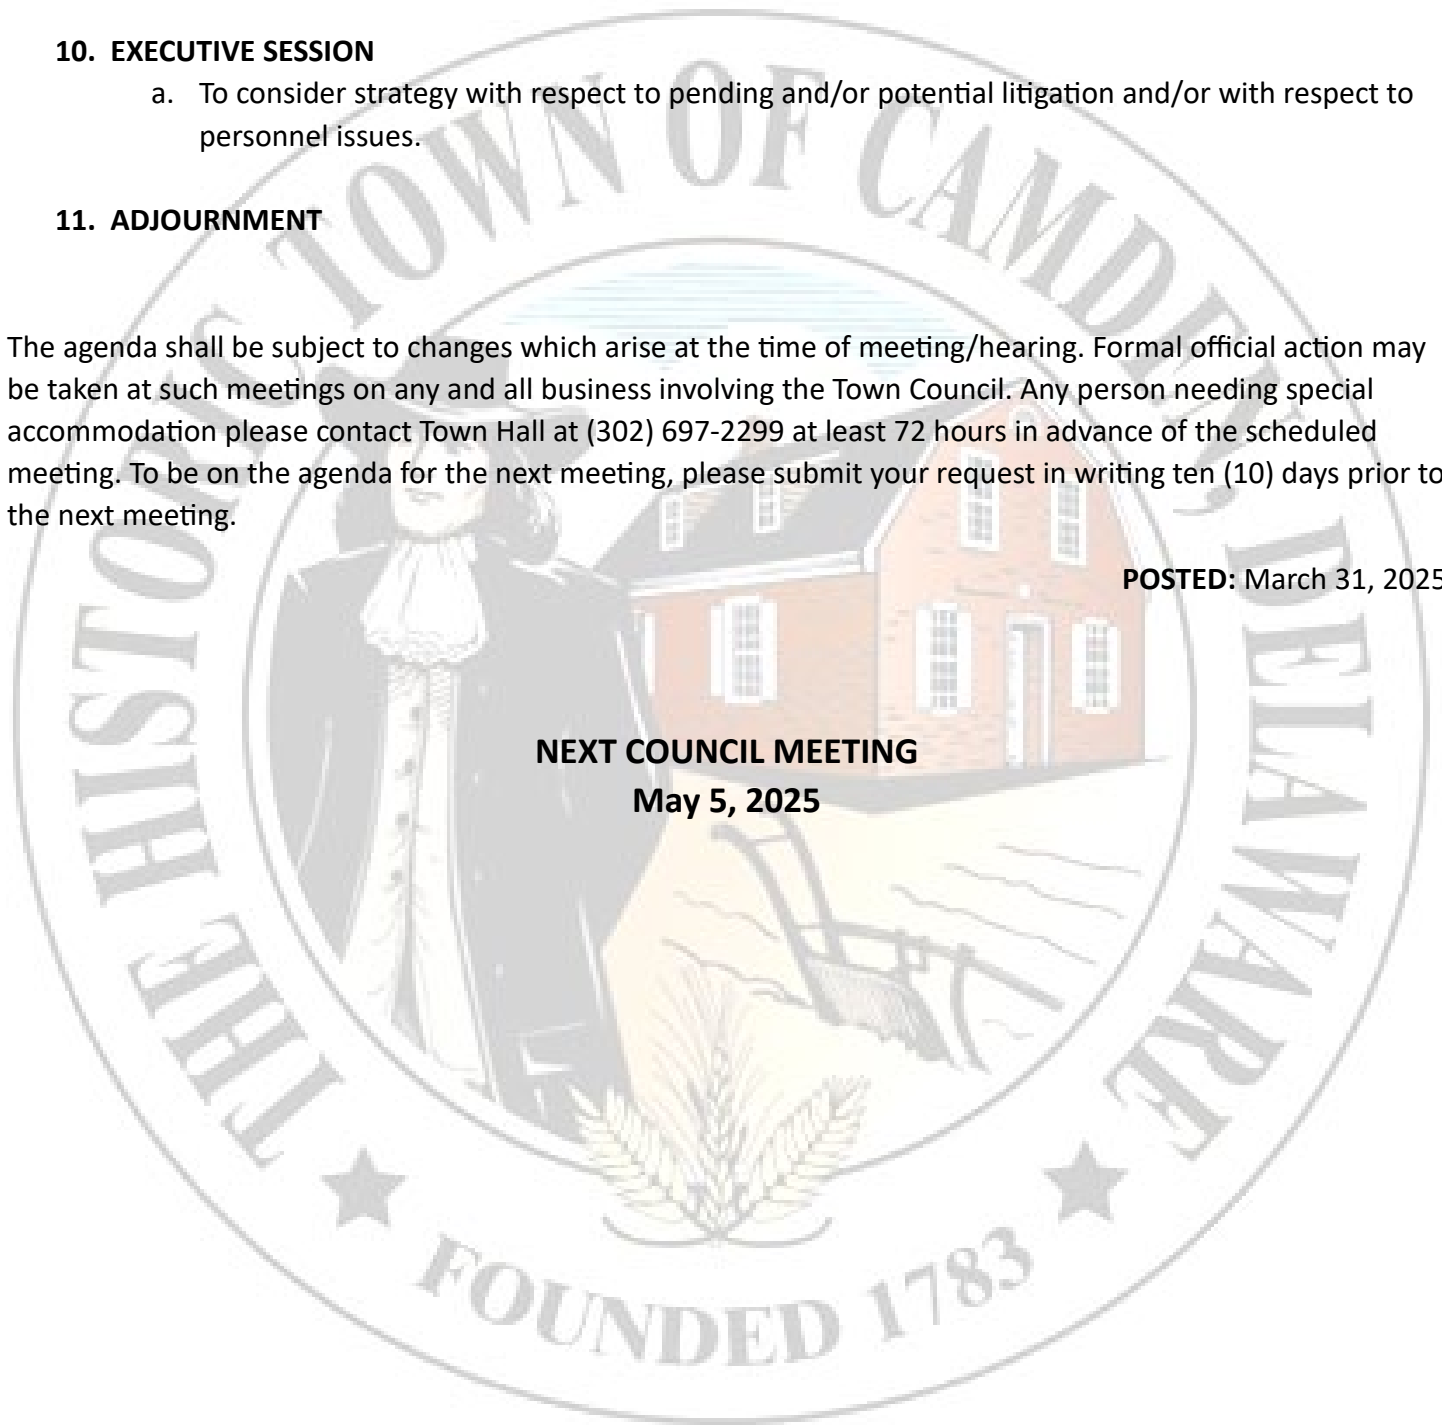 10. EXECUTIVE SESSION
a. To consider strategy with respect to pending and/or potential litigation and/or with respect to
personnel issues.
11. ADJOURNMENT
The agenda shall be subject to changes which arise at the time of meeting/hearing. Formal official action may
be taken at such meetings on any and all business involving the Town Council. Any person needing special
accommodation please contact Town Hall at (302) 697-2299 at least 72 hours in advance of the scheduled
meeting. To be on the agenda for the next meeting, please submit your request in writing ten (10) days prior to
the next meeting.
POSTED: March 31, 2025
NEXT COUNCIL MEETING
May 5, 2025
THE HISTORIC TOWN OF CAMDEN, DELAWARE
FOUNDED 1783